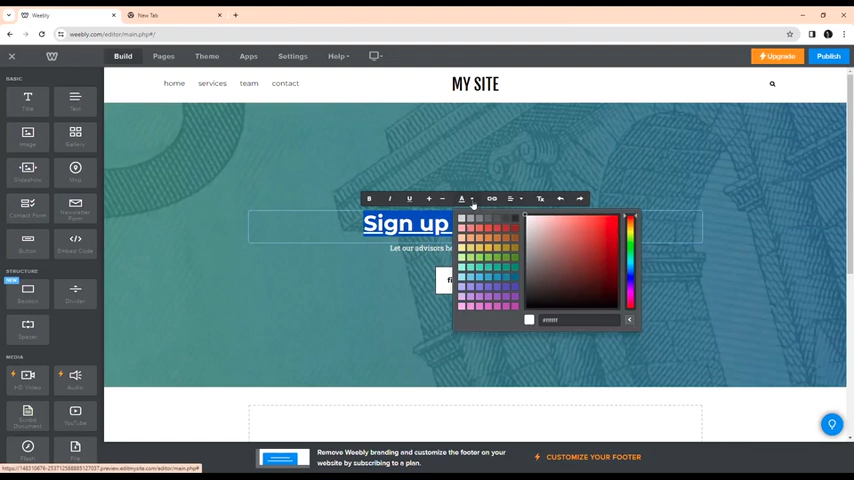 Weebly
New Tab
weebly.com/editor/main.php#/
Build
Pages
Theme
Apps
Settings
Help
Upgrade
Publish
BASIC
Title
Text
Image
Gallery
Slideshow
Map
Contact Form
Newsletter
Form
Button
Embed Code
STRUCTURE
NEW
Section
Divider
Spacer
MEDIA
HD Video
Audio
Scribd
Document
YouTube
Flash
File
home
services
team
contact
MY SITE
B
I
U
A
Tx
Sign up
Let our advisors he
fi
#ffffff
Remove Weebly branding and customize the footer on your
website by subscribing to a plan.
CUSTOMIZE YOUR FOOTER